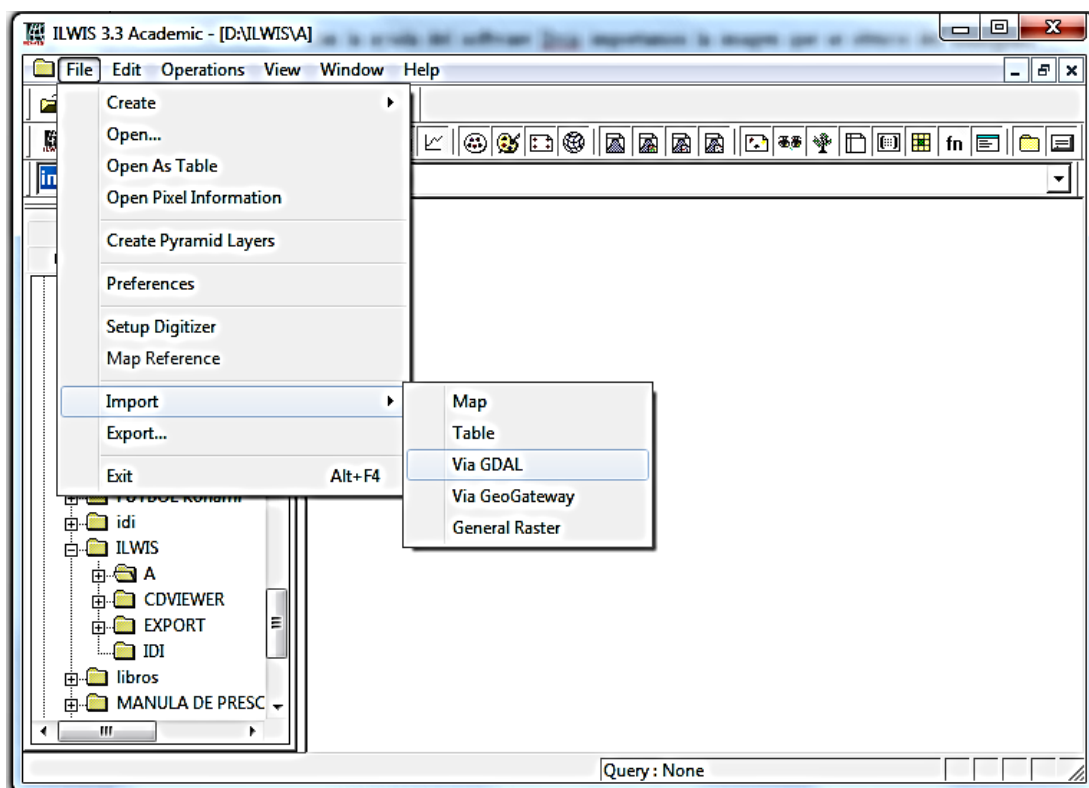 ILWIS 3.3 Academic - [D:\ILWIS\A]
File Edit Operations View Window Help
Create
Open...
Open As Table
Open Pixel Information
Create Pyramid Layers
Preferences
Setup Digitizer
Map Reference
Import
Export...
Exit Alt+F4
Map
Table
Via GDAL
Via GeoGateway
General Raster
fn
in
idi
ILWIS
A
CDVIEWER
EXPORT
IDI
libros
MANULA DE PRESC
Query : None